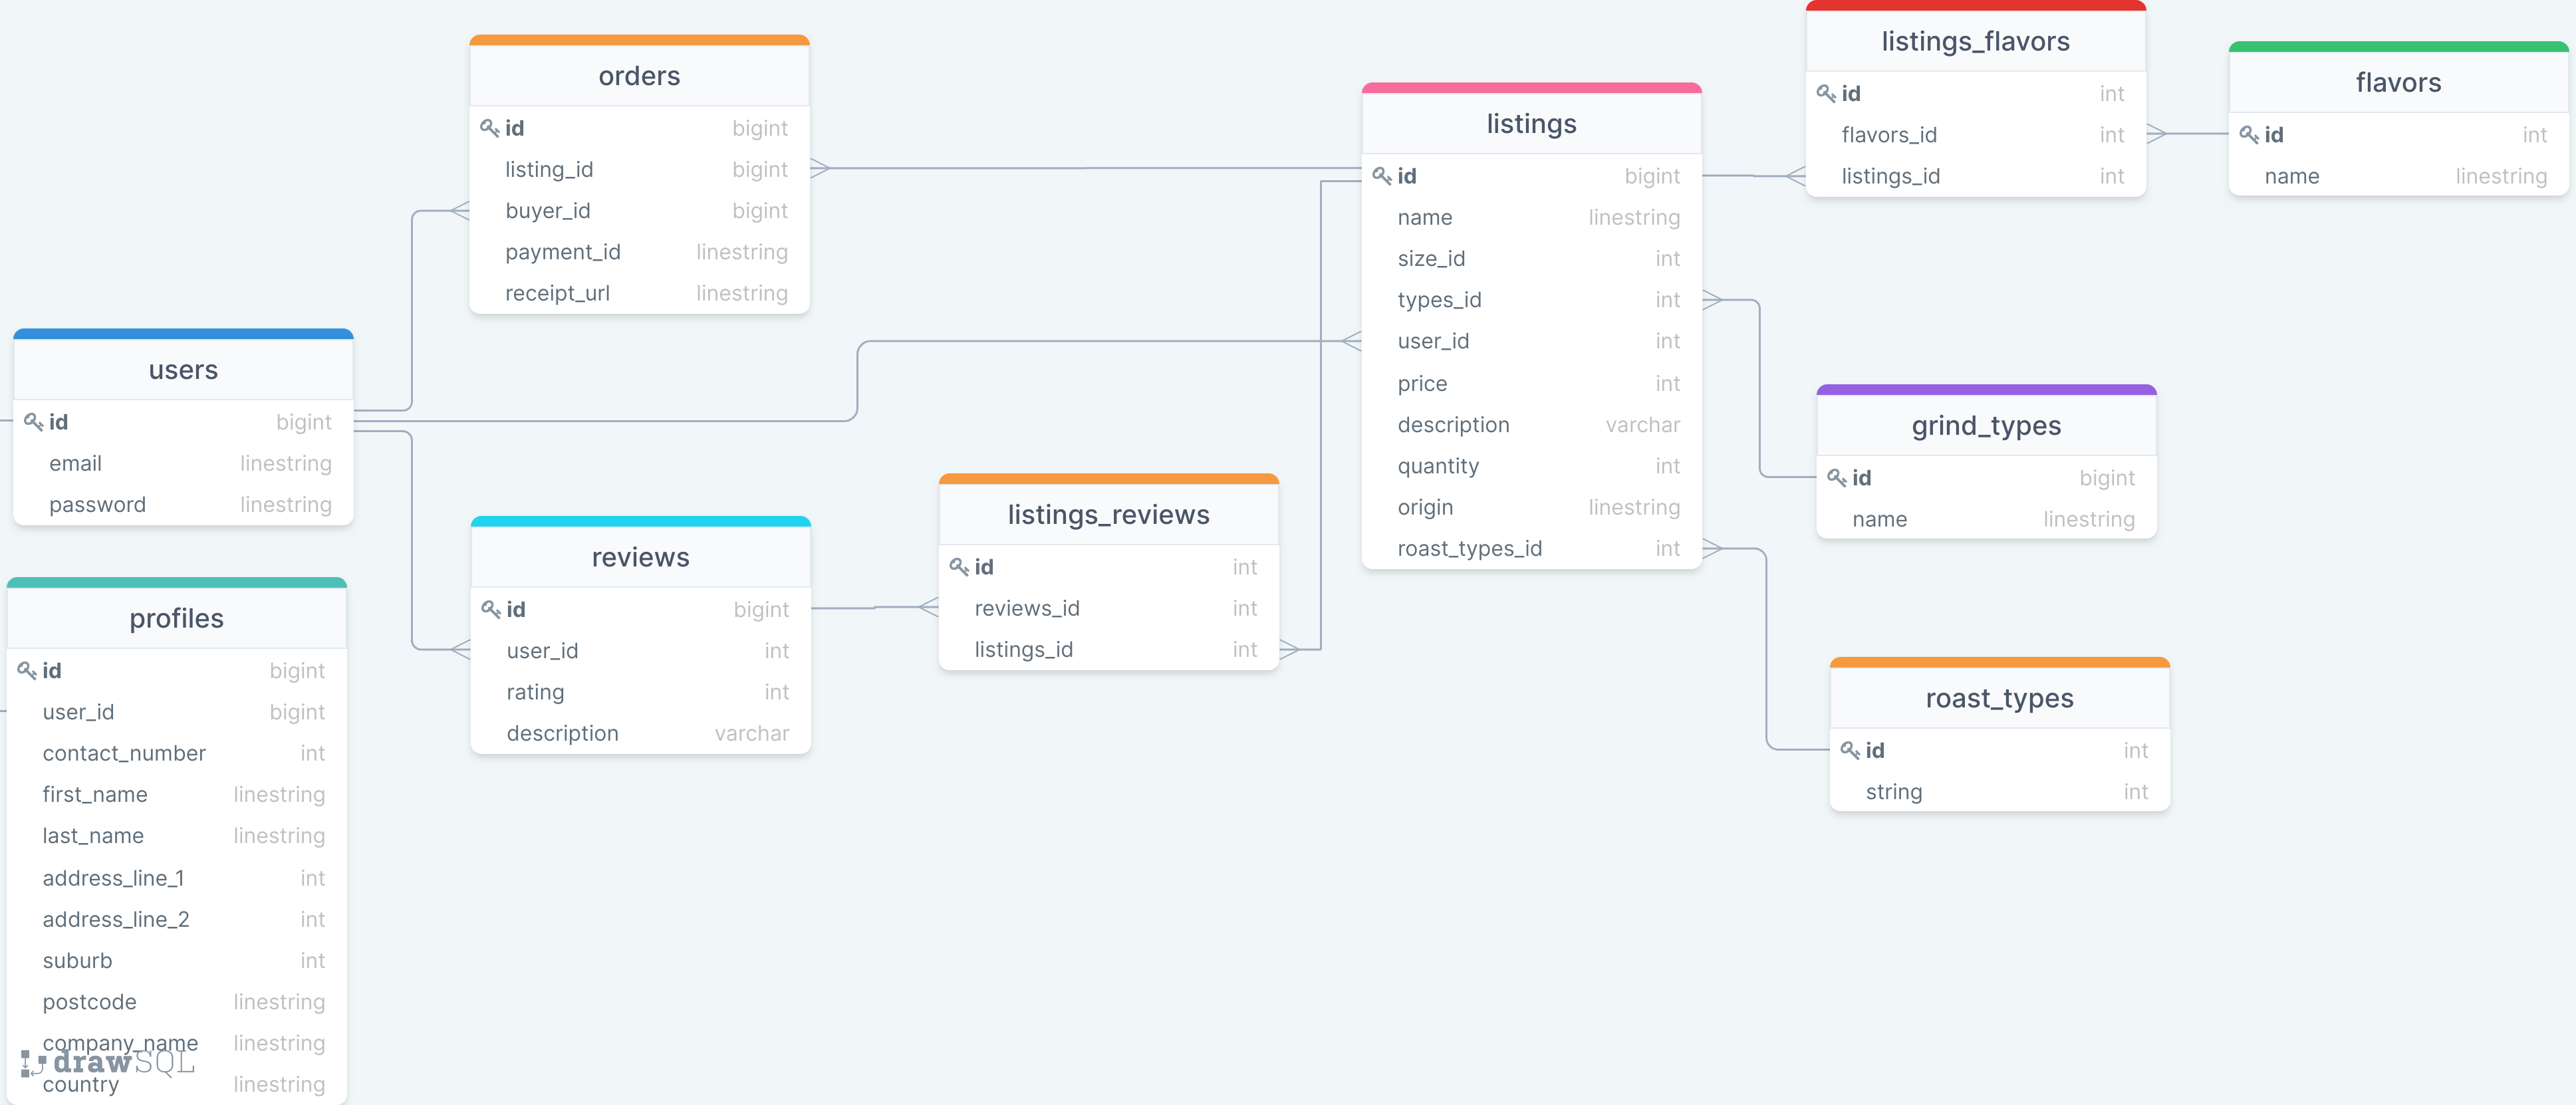 orders
id bigint
listing_id bigint
buyer_id bigint
payment_id linestring
receipt_url linestring
listings
id bigint
name linestring
size_id int
types_id int
user_id int
price int
description varchar
quantity int
origin linestring
roast_types_id int
listings_flavors
id int
flavors_id int
listings_id int
flavors
id int
name linestring
users
id bigint
email linestring
password linestring
grind_types
id bigint
name linestring
listings_reviews
id int
reviews_id int
listings_id int
reviews
id bigint
user_id int
rating int
description varchar
profiles
id bigint
user_id bigint
contact_number int
first_name linestring
last_name linestring
address_line_1 int
address_line_2 int
suburb int
postcode linestring
company_name linestring
drawSQL
country linestring
roast_types
id int
string int